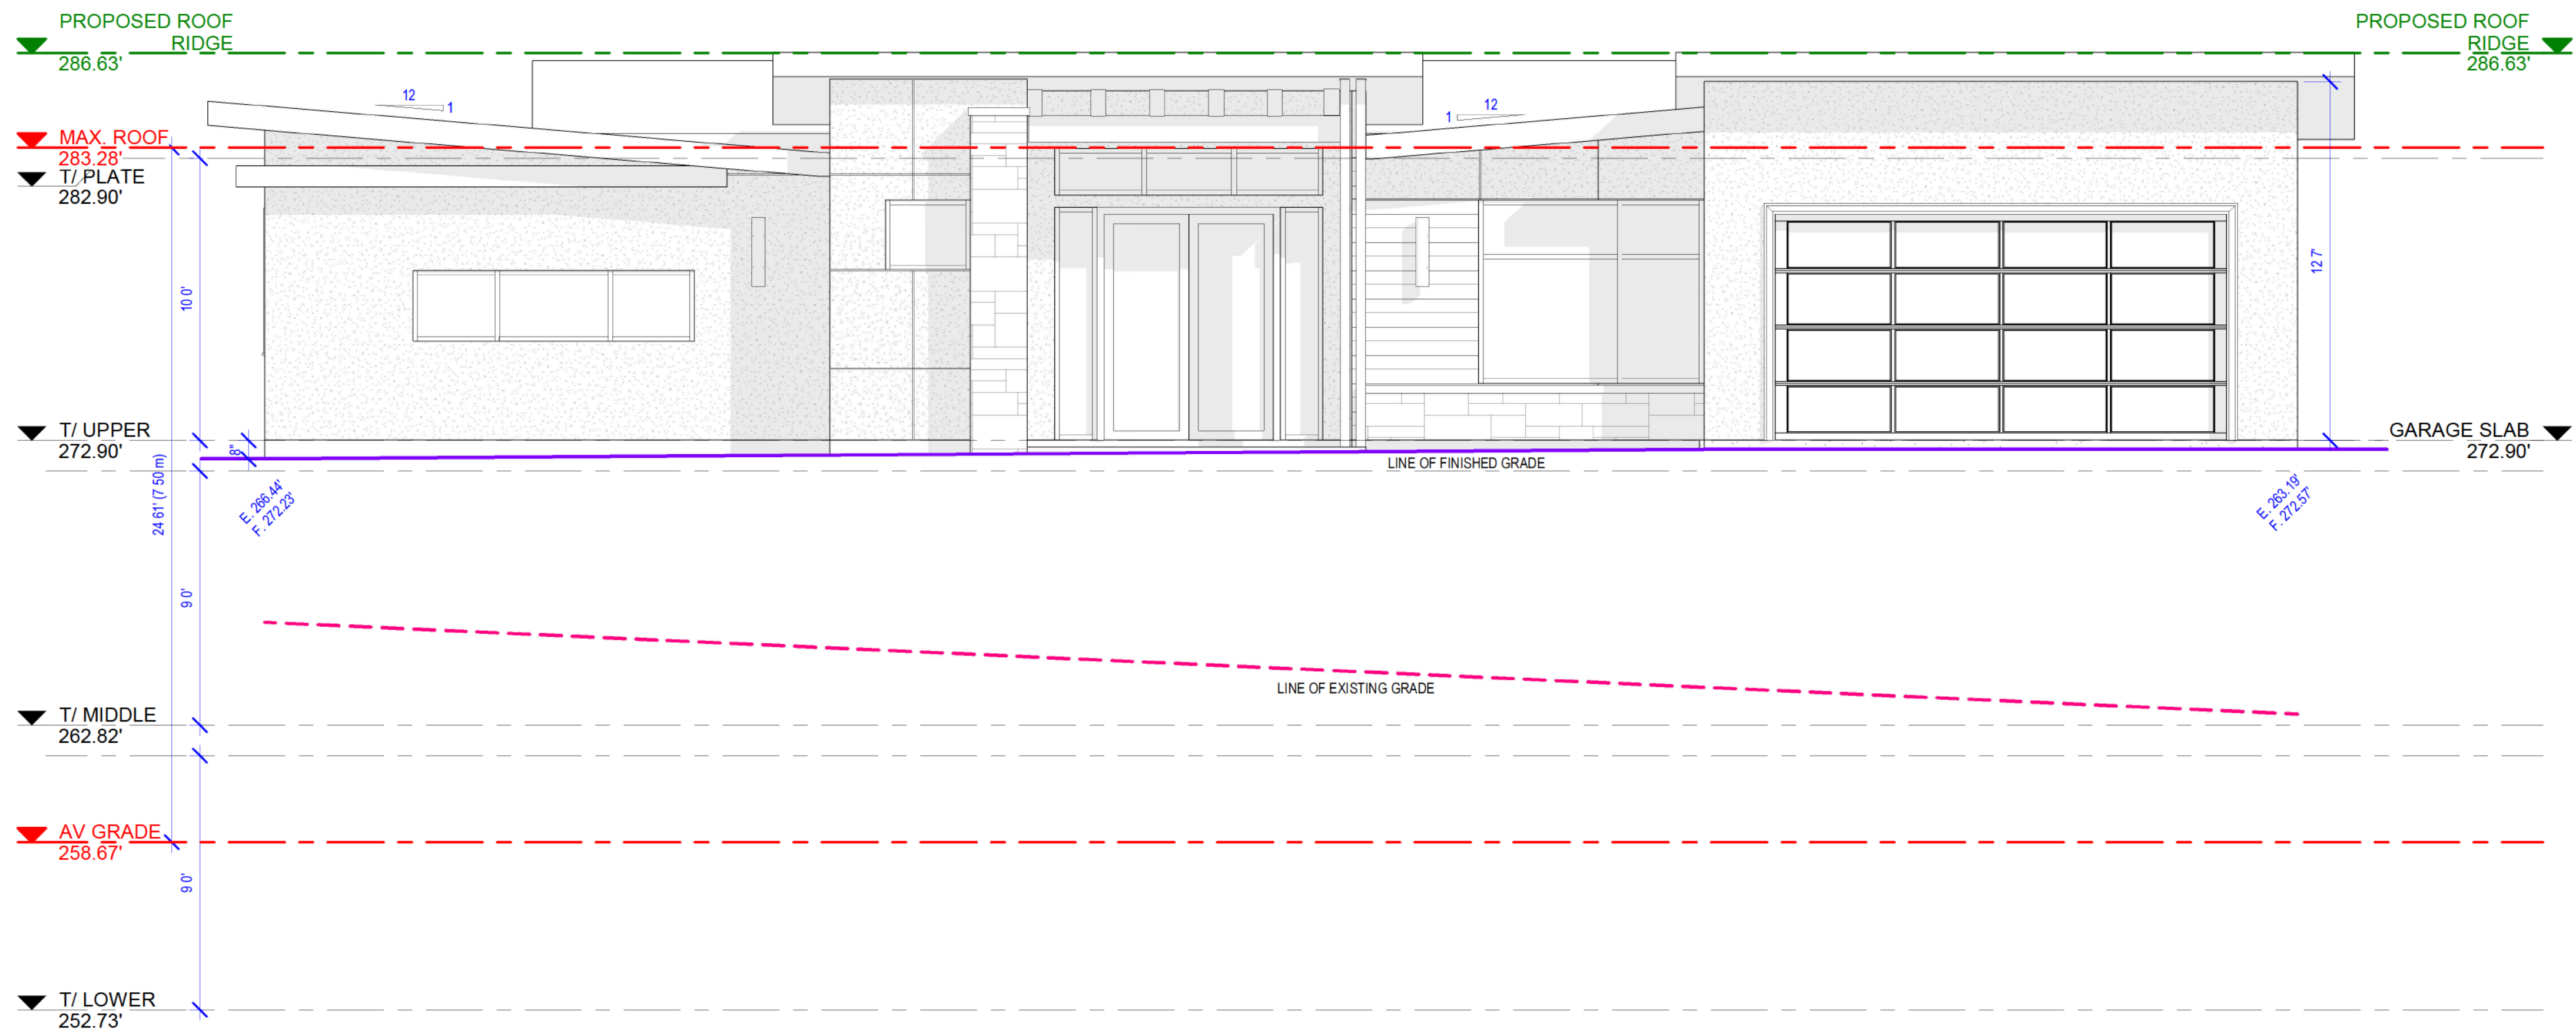 PROPOSED ROOF
RIDGE
286.63'
PROPOSED ROOF
RIDGE
286.63'
12
1
12
1
MAX. ROOF
283.28'
T/ PLATE
282.90'
10 0'
12 7'
T/ UPPER
272.90'
8"
GARAGE SLAB
272.90'
LINE OF FINISHED GRADE
24 61' (7 50 m)
E. 266.44'
F. 272.23'
E. 263.19'
F. 272.57'
9 0'
LINE OF EXISTING GRADE
T/ MIDDLE
262.82'
AV GRADE
258.67'
9 0'
T/ LOWER
252.73'